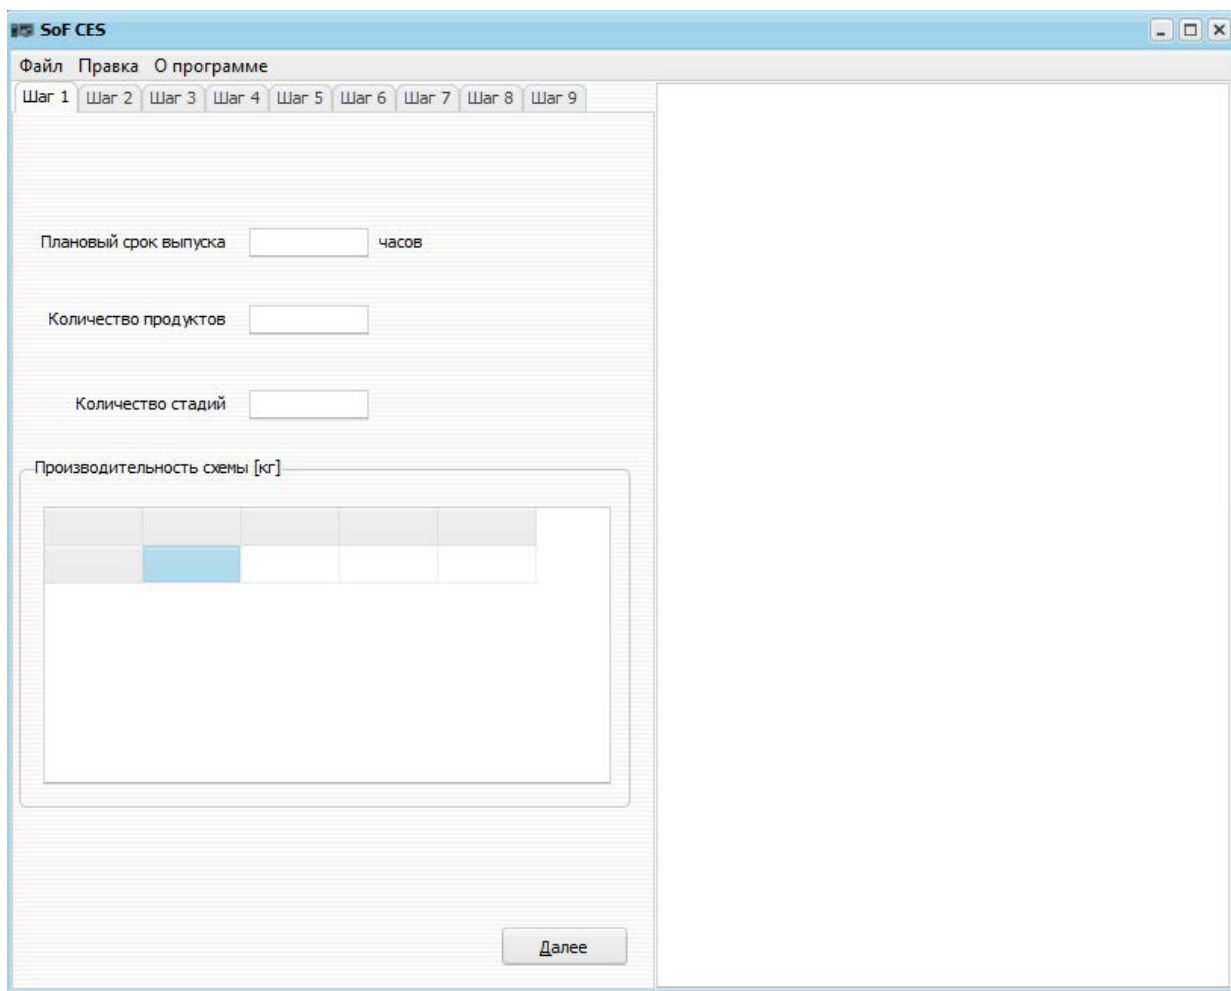 SoF CES
Файл Правка О программе
Шаг 1 Шаг 2 Шаг 3 Шаг 4 Шаг 5 Шаг 6 Шаг 7 Шаг 8 Шаг 9
Плановый срок выпуска часов
Количество продуктов
Количество стадий
Производительность схемы [кг]
Далее